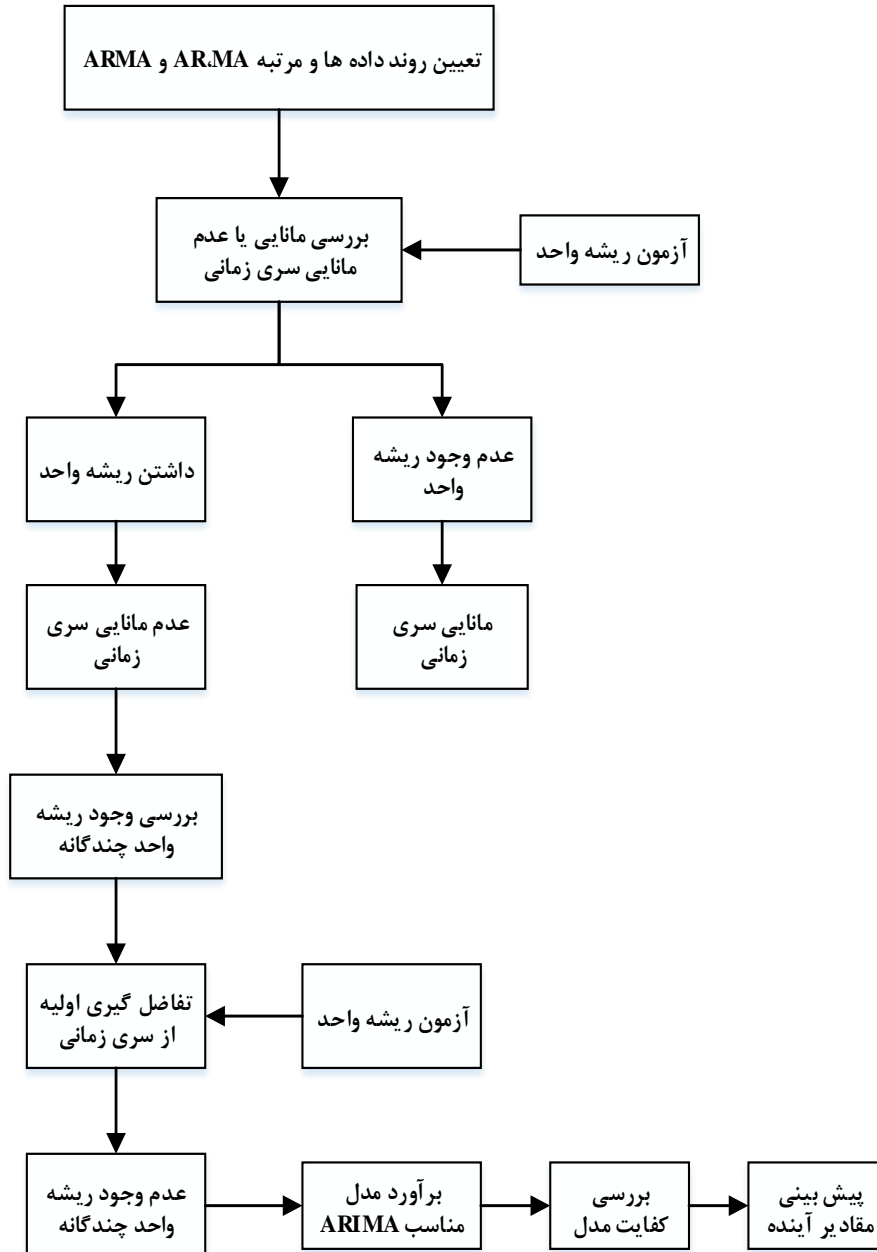 تعیین روند داده ها و مرتبه AR،MA و ARMA
بررسی مانایی یا عدم
مانایی سری زمانی
آزمون ریشه واحد
داشتن ریشه واحد
عدم وجود ریشه
واحد
عدم مانایی سری
زمانی
مانایی سری
زمانی
بررسی وجود ریشه
واحد چندگانه
تفاضل گیری اولیه
از سری زمانی
آزمون ریشه واحد
عدم وجود ریشه
واحد چندگانه
برآورد مدل
مناسب ARIMA
بررسی
کفایت مدل
پیش بینی
مقادیر آینده